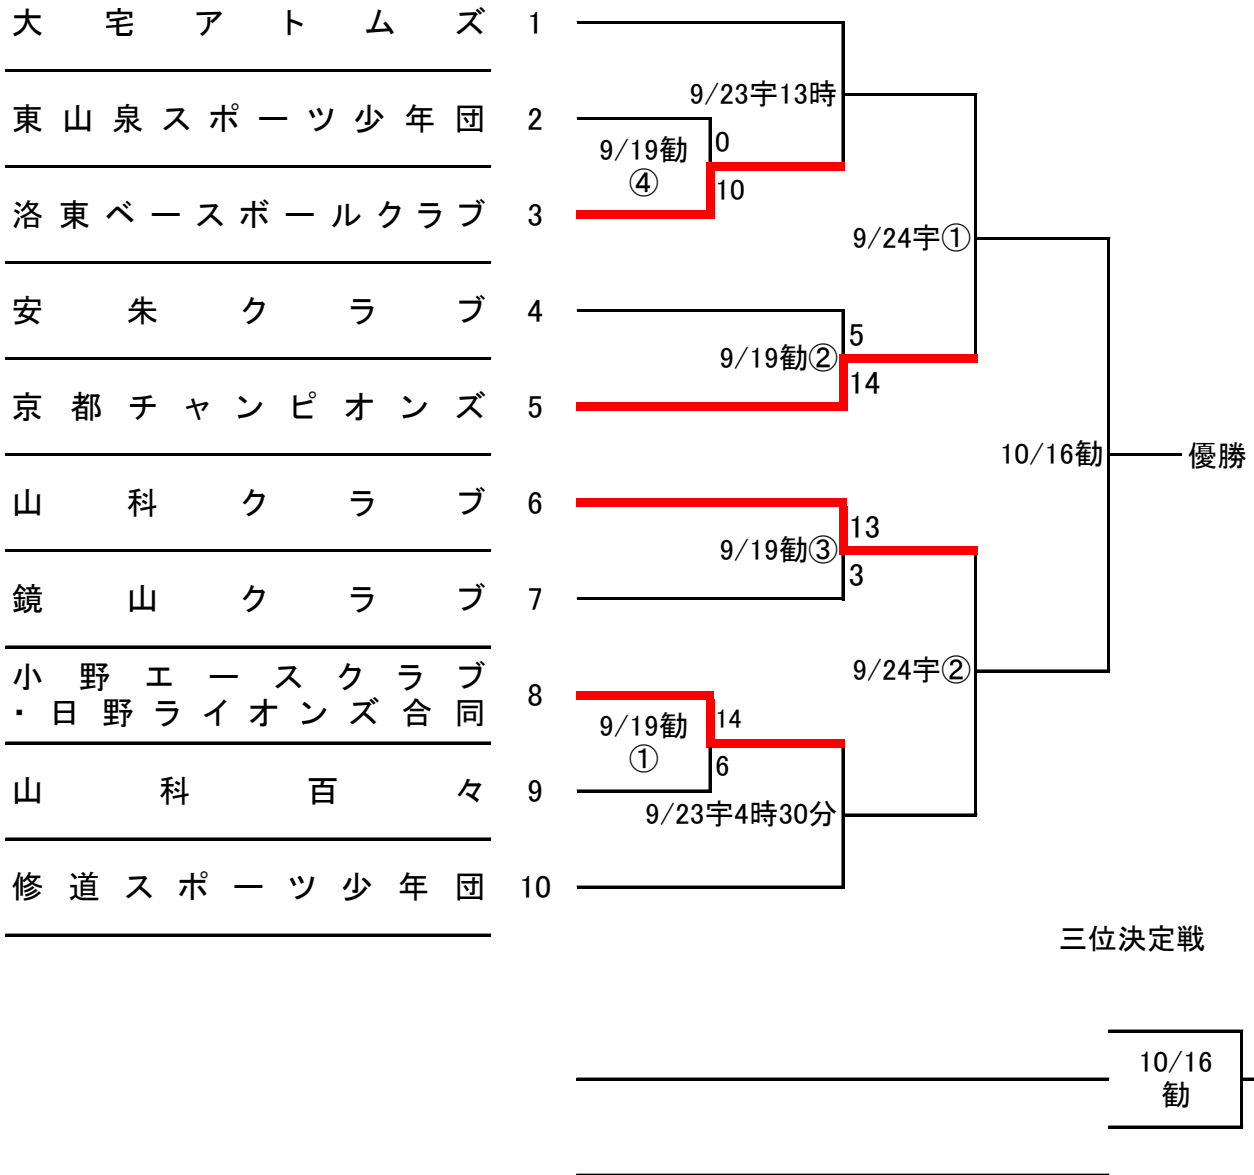 大宅アトムズ 1
9/23宇13時
東山泉スポーツ少年団 2
0
9/19勧
④
10
洛東ベースボールクラブ 3
9/24宇①
安朱クラブ 4
5
9/19勧②
14
京都チャンピオンズ 5
10/16勧
優勝
山科クラブ 6
13
9/19勧③
3
鏡山クラブ 7
小野エースクラブ
・日野ライオンズ合同 8
9/24宇②
14
9/19勧
①
6
山科百々 9
9/23宇4時30分
修道スポーツ少年団 10
三位決定戦
10/16
勧